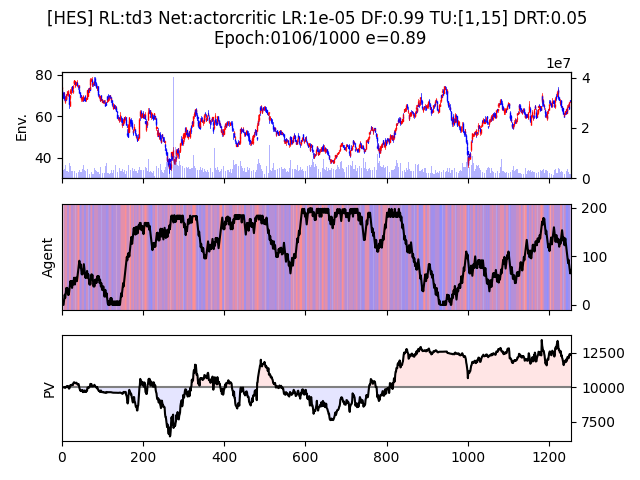 [HES] RL:td3 Net:actorcritic LR:1e-05 DF:0.99 TU:[1,15] DRT:0.05
Epoch:0106/1000 e=0.89
1e7
80
60
40
Env.
4
2
0
Agent
200
100
0
PV
12500
10000
7500
0 200 400 600 800 1000 1200